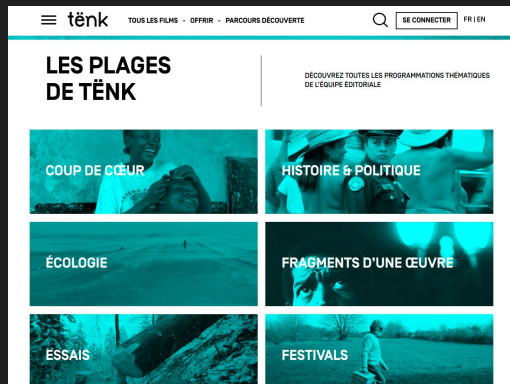 tënk
TOUS LES FILMS - OFFRIR - PARCOURS DÉCOUVERTE
SE CONNECTER
FR | EN
LES PLAGES
DE TËNK
DÉCOUVREZ TOUTES LES PROGRAMMATIONS THÉMATIQUES
DE L'ÉQUIPE ÉDITORIALE
COUP DE CŒUR
HISTOIRE & POLITIQUE
ÉCOLOGIE
FRAGMENTS D'UNE ŒUVRE
ESSAIS
FESTIVALS